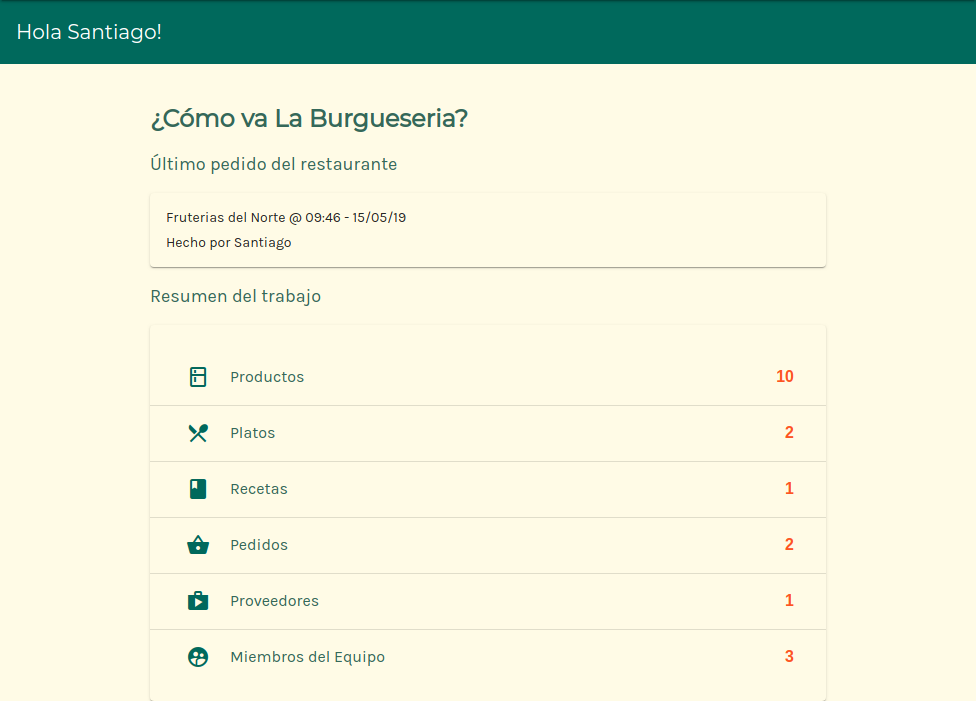 Hola Santiago!
¿Cómo va La Burgueseria?
Último pedido del restaurante
Fruterias del Norte @ 09:46 - 15/05/19
Hecho por Santiago
Resumen del trabajo
Productos 10
Platos 2
Recetas 1
Pedidos 2
Proveedores 1
Miembros del Equipo 3